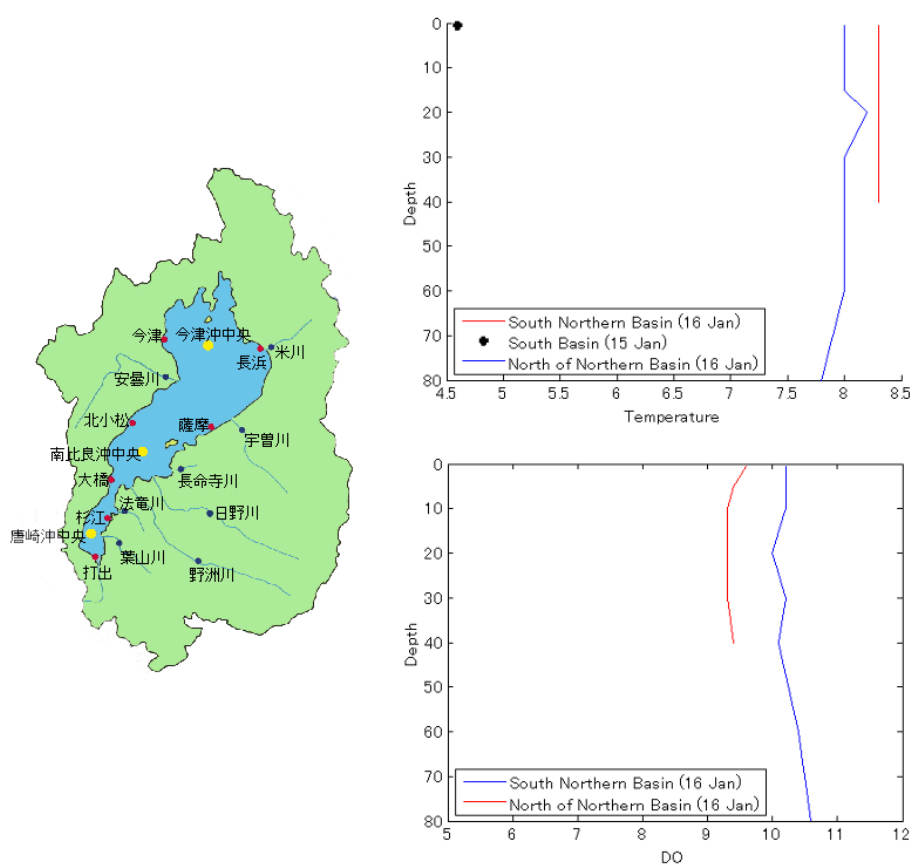 今津
今津沖中央
長浜
米川
安曇川
北小松
薩摩
宇曽川
南比良沖中央
大橋
長命寺川
法竜川
杉江
日野川
唐崎沖中央
葉山川
打出
野洲川
0
10
20
30
40
50
60
70
80
Depth
4.5
5
5.5
6
6.5
7
7.5
8
8.5
Temperature
South Northern Basin (16 Jan)
South Basin (15 Jan)
North of Northern Basin (16 Jan)
0
10
20
30
40
50
60
70
80
Depth
5
6
7
8
9
10
11
12
DO
South Northern Basin (16 Jan)
North of Northern Basin (16 Jan)